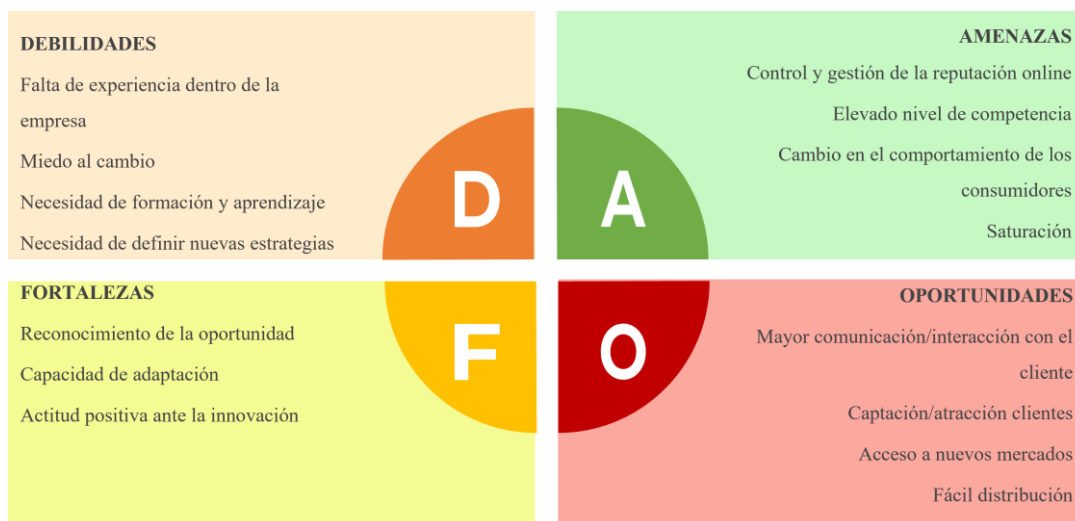 DEBILIDADES
Falta de experiencia dentro de la
empresa
Miedo al cambio
Necesidad de formación y aprendizaje
Necesidad de definir nuevas estrategias
D
AMENAZAS
Control y gestión de la reputación online
Elevado nivel de competencia
Cambio en el comportamiento de los
consumidores
Saturación
A
FORTALEZAS
Reconocimiento de la oportunidad
Capacidad de adaptación
Actitud positiva ante la innovación
F
OPORTUNIDADES
Mayor comunicación/interacción con el
cliente
Captación/atracción clientes
Acceso a nuevos mercados
Fácil distribución
O